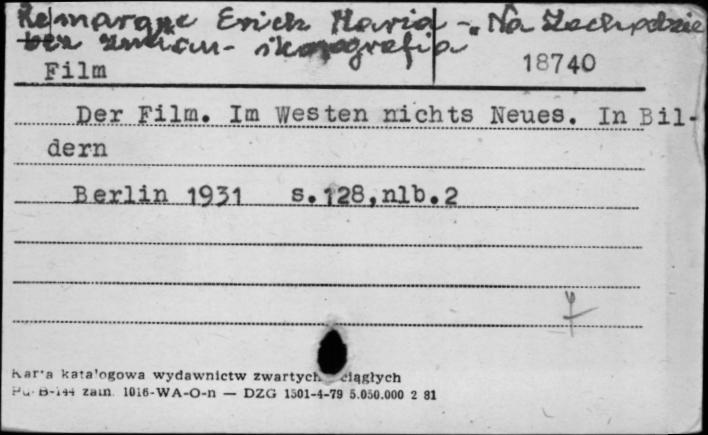 Remarque Erich Maria - "Na Zachodzie
bez zmian - ikonografia
Film 18740
Der Film. Im Westen nichts Neues. In Bil-
dern
Berlin 1931 s.128,nlb.2
Karta katalogowa wydawnictw zwartych ciągłych
Pu-B-144 zam. 1016-WA-O-n — DZG 1501-4-79 5.050.000 2 81